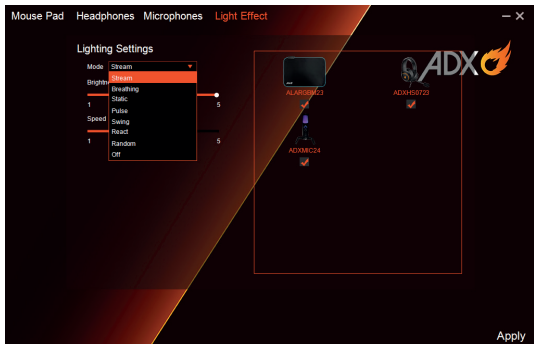 Mouse Pad Headphones Microphones Light Effect
Lighting Settings
Mode Stream
Stream
Breathing
Static
Pulse
Swing
React
Random
Off
1 5
Speed
1 5
ALARGBM23
ADXHS0723
ADXMIC24
ADX
Apply